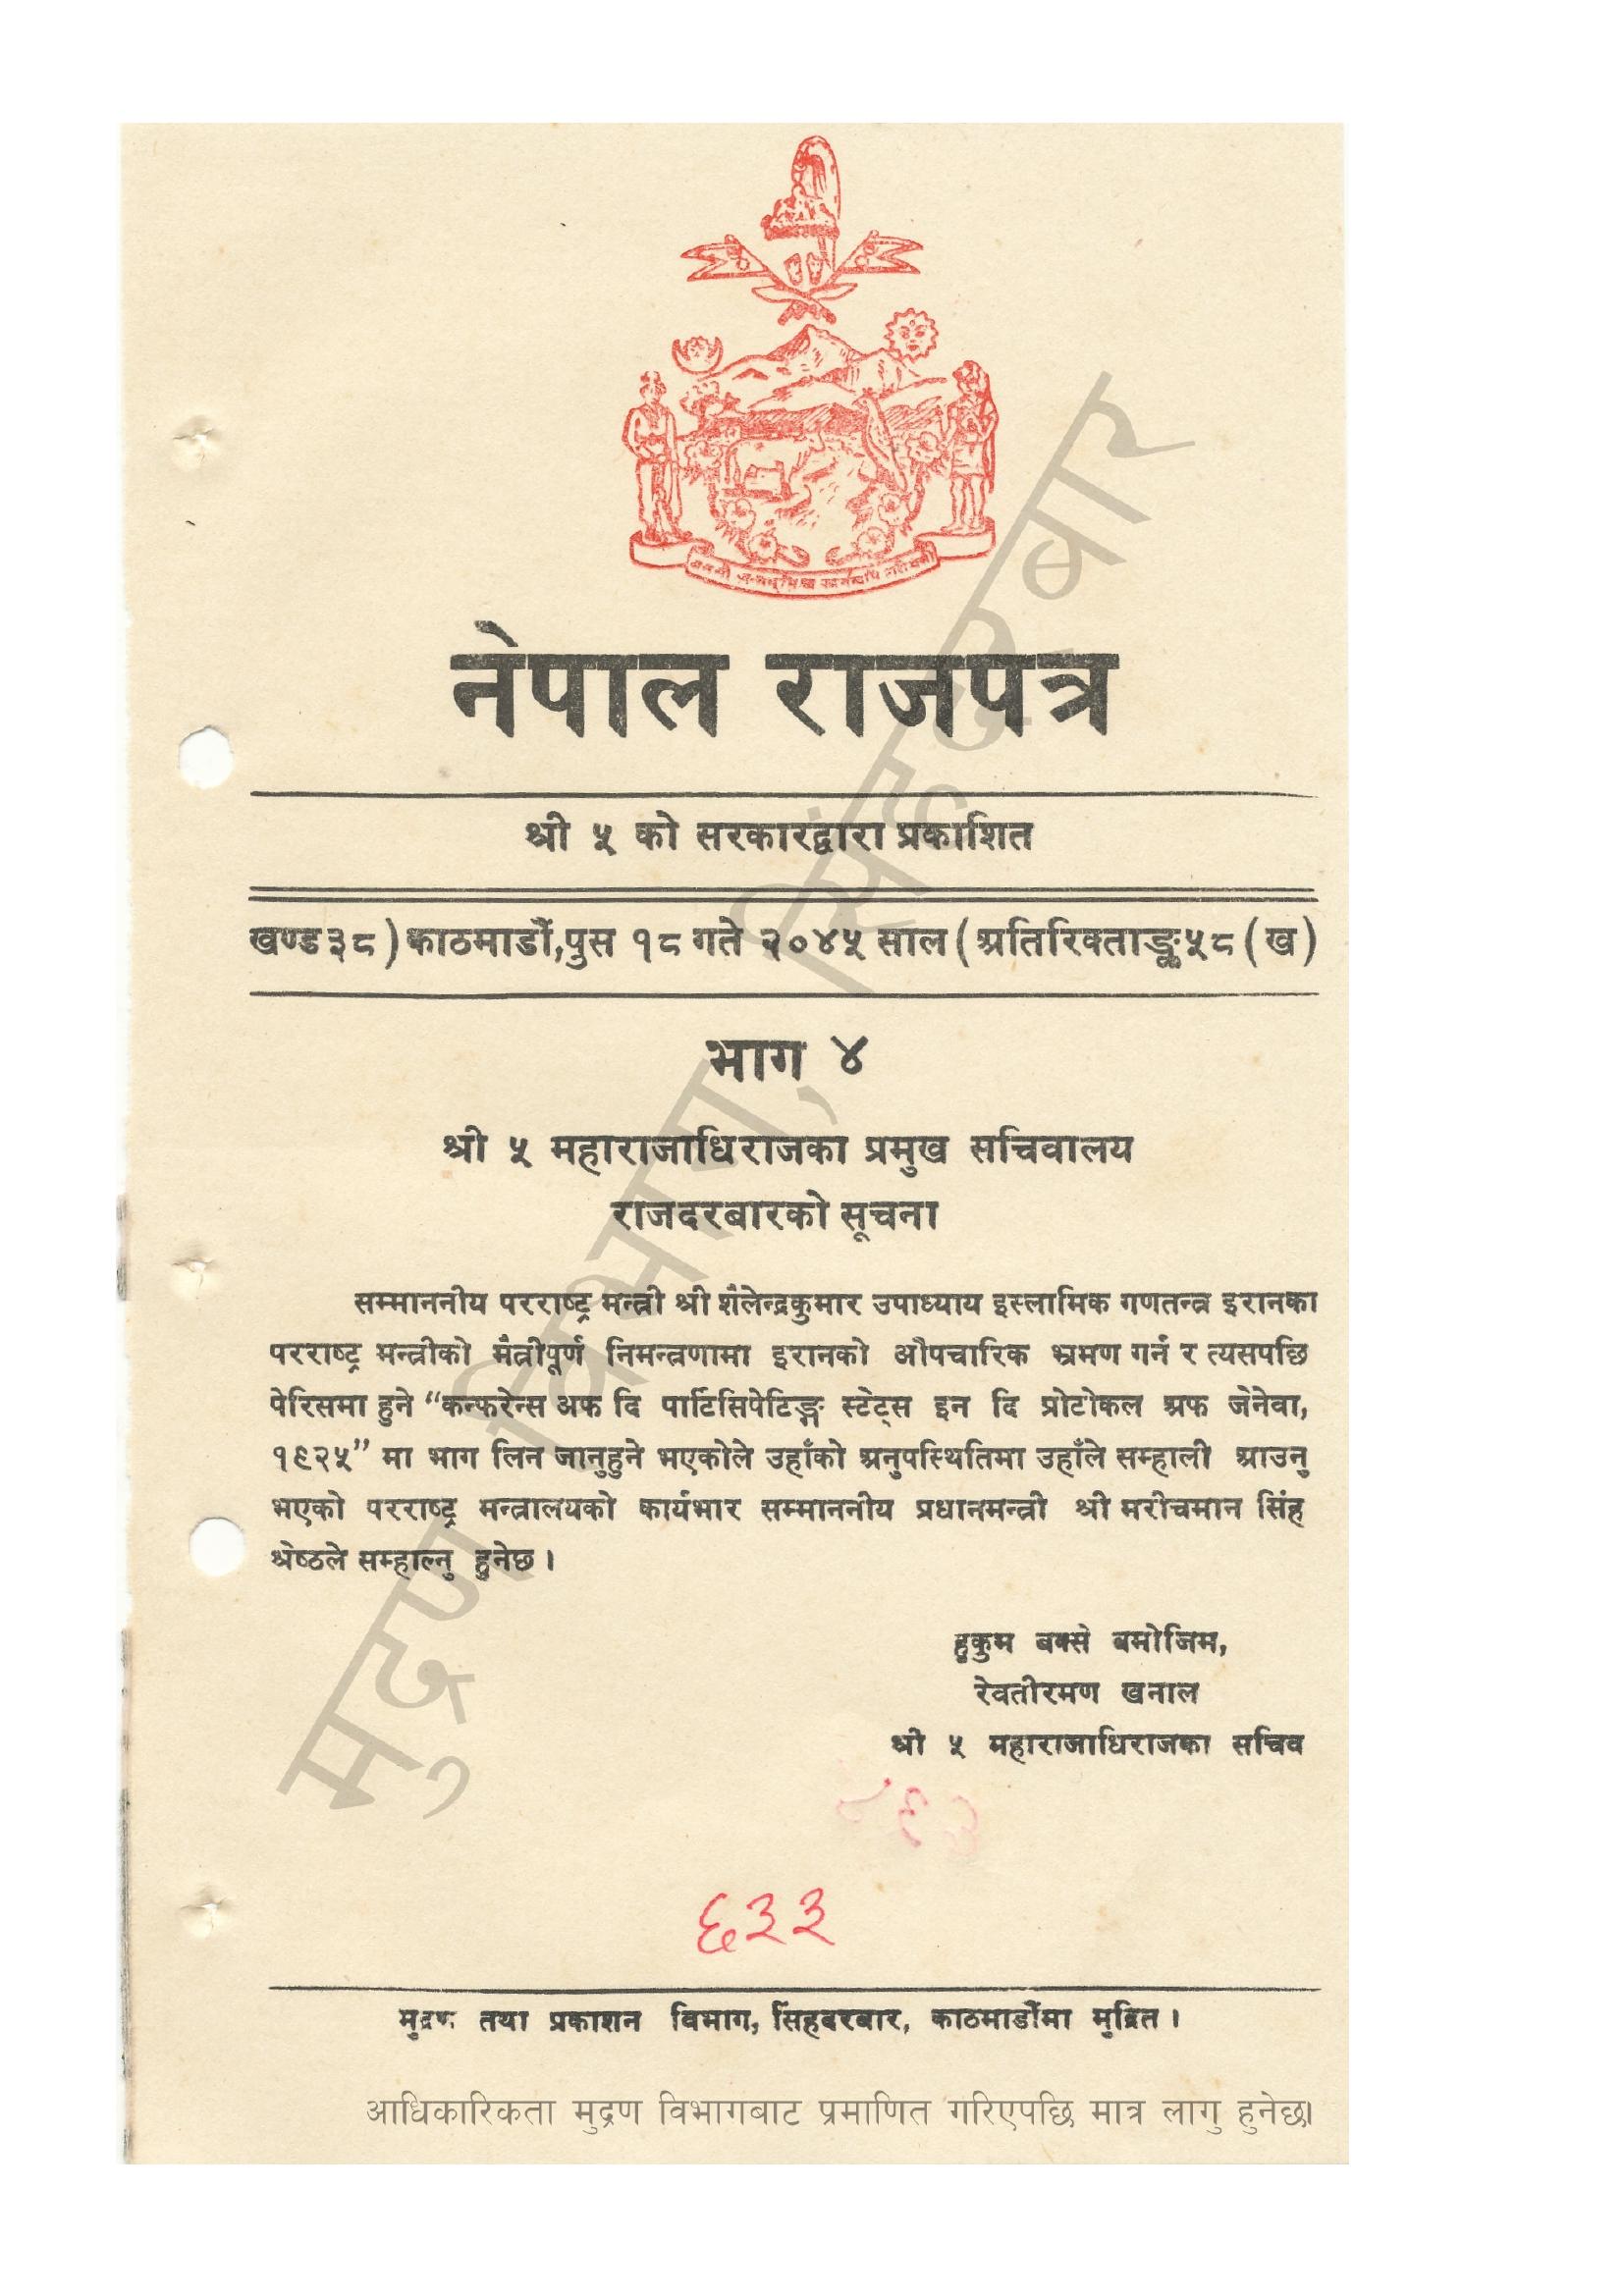 नेपाल राजपत्र
श्री ५ को सरकारद्वारा प्रकाशित
खण्ड ३८) काठमाडौं, पुस १८ गते २०४५ साल (अतिरिक्ताङ्क ५८ (ख)
भाग ४
श्री ५ महाराजाधिराजका प्रमुख सचिवालय
राजदरबारको सूचना
सम्माननीय परराष्ट्र मन्त्री श्री शैलेन्द्रकुमार उपाध्याय इस्लामिक गणतन्त्र इरानका
परराष्ट्र मन्त्रीको मैत्रीपूर्ण निमन्त्रणामा इरानको औपचारिक भ्रमण गर्न र त्यसपछि
पेरिसमा हुने “कन्फरेन्स अफ दि पार्टिसिपेटिङ्ग स्टेट्स इन दि प्रोटोकल अफ जेनेवा,
१९२५” मा भाग लिन जानुहुने भएकोले उहाँको अनुपस्थितिमा उहाँले सम्हाली आउनु
भएको परराष्ट्र मन्त्रालयको कार्यभार सम्माननीय प्रधानमन्त्री श्री मरीचमान सिंह
श्रेष्ठले सम्हाल्नु हुनेछ ।
हुकुम बक्से बमोजिम,
रेवतीरमण खनाल
श्री ५ महाराजाधिराजका सचिव
६३३
मुद्रण तथा प्रकाशन विभाग, सिंहदरबार, काठमाडौंमा मुद्रित ।
आधिकारिकता मुद्रण विभागबाट प्रमाणित गरिएपछि मात्र लागु हुनेछ।
मुद्रण विभाग, सिंहदरबार